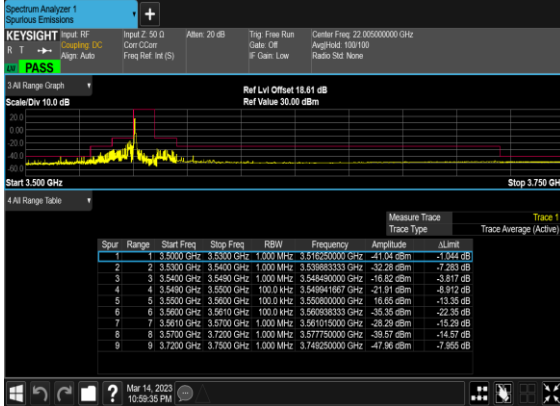 Spectrum Analyzer 1
Spurious Emissions
+
KEYSIGHT Input: RF Input Z: 50 Ω Atten: 20 dB Trig: Free Run Center Freq: 22.005000000 GHz
R T Coupling: DC Corr CCorr Gate: Off Avg|Hold: 100/100
Align: Auto Freq Ref: Int (S) IF Gain: Low Radio Std: None
PASS
3 All Range Graph
Ref Lvl Offset 18.61 dB
Scale/Div 10.0 dB Ref Value 30.00 dBm
20.0
0.00
-20.0
-40.0
-60.0
Start 3.500 GHz Stop 3.750 GH
4 All Range Table
Measure Trace Trace 1
Trace Type Trace Average (Active)
Spur Range Start Freq Stop Freq RBW Frequency Amplitude ΔLimit
1 1 3.5000 GHz 3.5300 GHz 1.000 MHz 3.516250000 GHz -41.04 dBm -1.044 dB
2 2 3.5300 GHz 3.5400 GHz 1.000 MHz 3.539883333 GHz -32.28 dBm -7.283 dB
3 3 3.5400 GHz 3.5490 GHz 1.000 MHz 3.548490000 GHz -16.82 dBm -3.817 dB
4 4 3.5490 GHz 3.5500 GHz 100.0 kHz 3.549941667 GHz -21.91 dBm -8.912 dB
5 5 3.5500 GHz 3.5600 GHz 100.0 kHz 3.550800000 GHz 16.65 dBm -13.35 dB
6 6 3.5600 GHz 3.5610 GHz 100.0 kHz 3.560938333 GHz -35.35 dBm -22.35 dB
7 7 3.5610 GHz 3.5700 GHz 1.000 MHz 3.561015000 GHz -28.29 dBm -15.29 dB
8 8 3.5700 GHz 3.7200 GHz 1.000 MHz 3.577750000 GHz -39.57 dBm -14.57 dB
9 9 3.7200 GHz 3.7500 GHz 1.000 MHz 3.749250000 GHz -47.96 dBm -7.955 dB
? Mar 14, 2023
10:59:35 PM